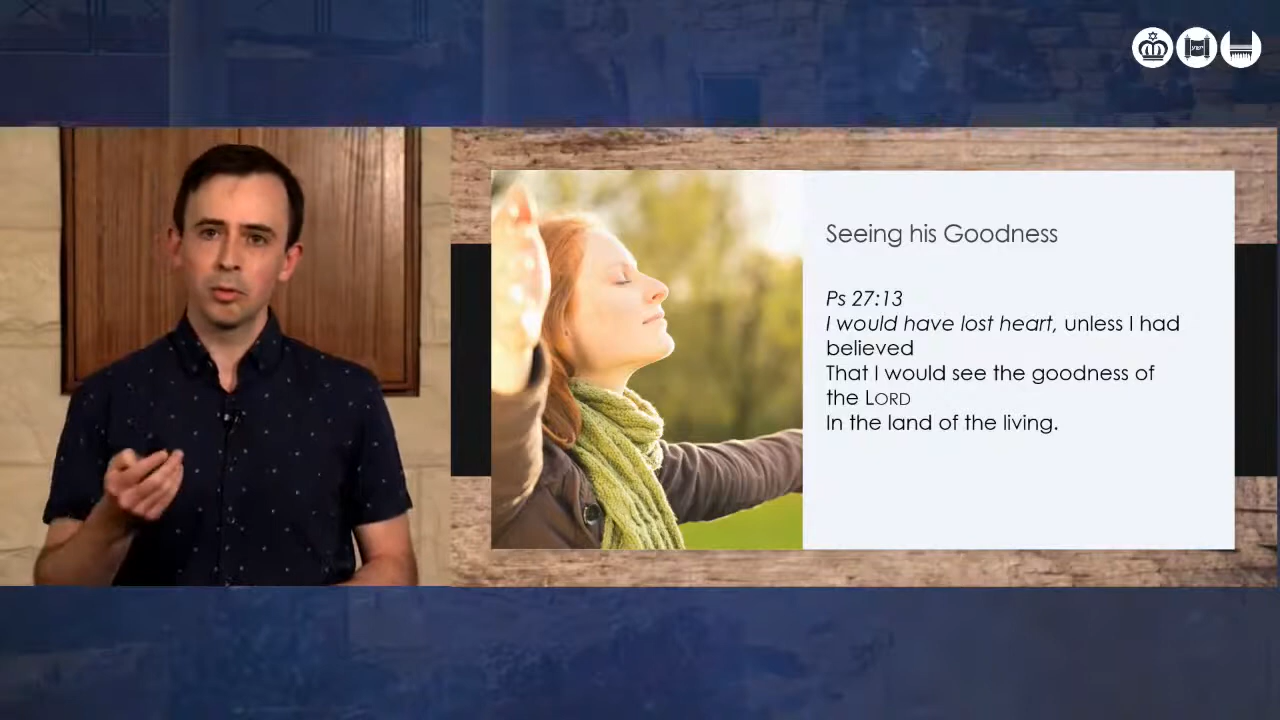 Seeing his Goodness
Ps 27:13
I would have lost heart, unless I had
believed
That I would see the goodness of
the LORD
In the land of the living.